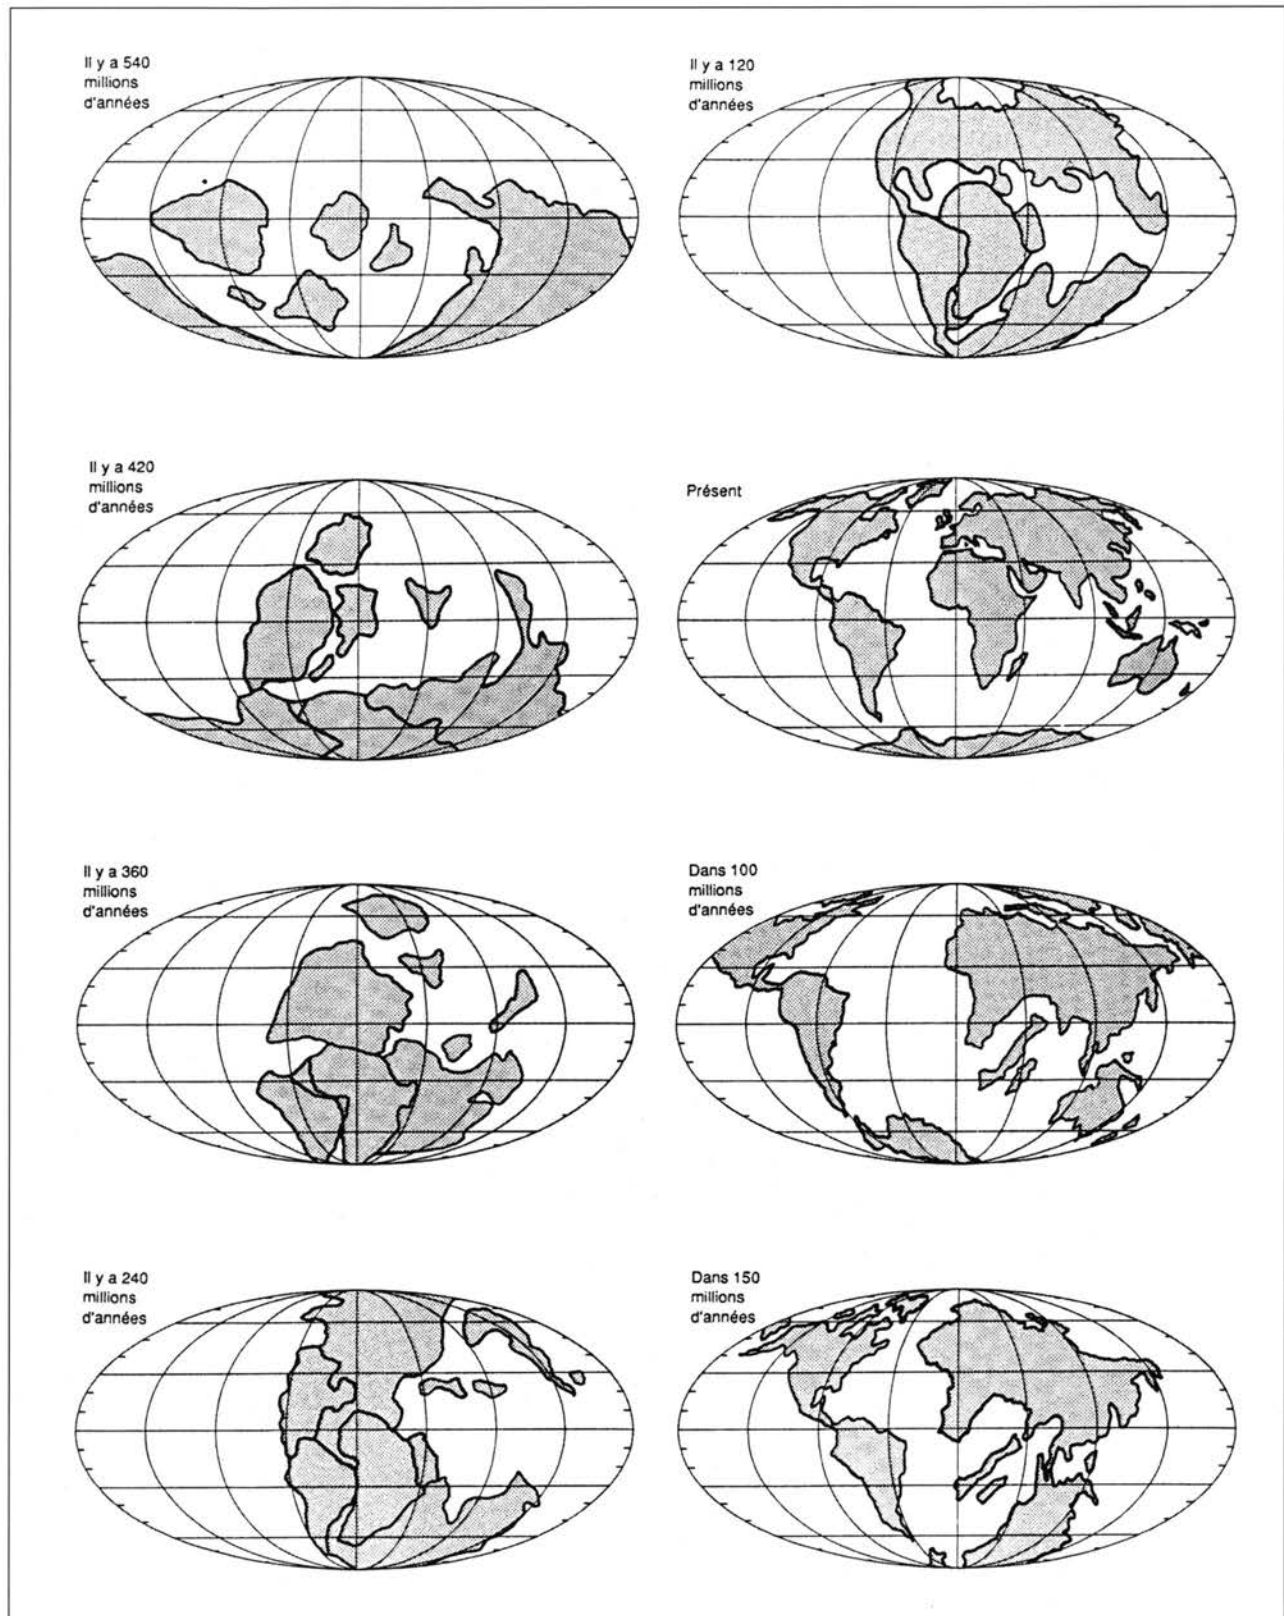 Il y a 540
millions
d'années
Il y a 420
millions
d'années
Il y a 360
millions
d'années
Il y a 240
millions
d'années
Il y a 120
millions
d'années
Présent
Dans 100
millions
d'années
Dans 150
millions
d'années